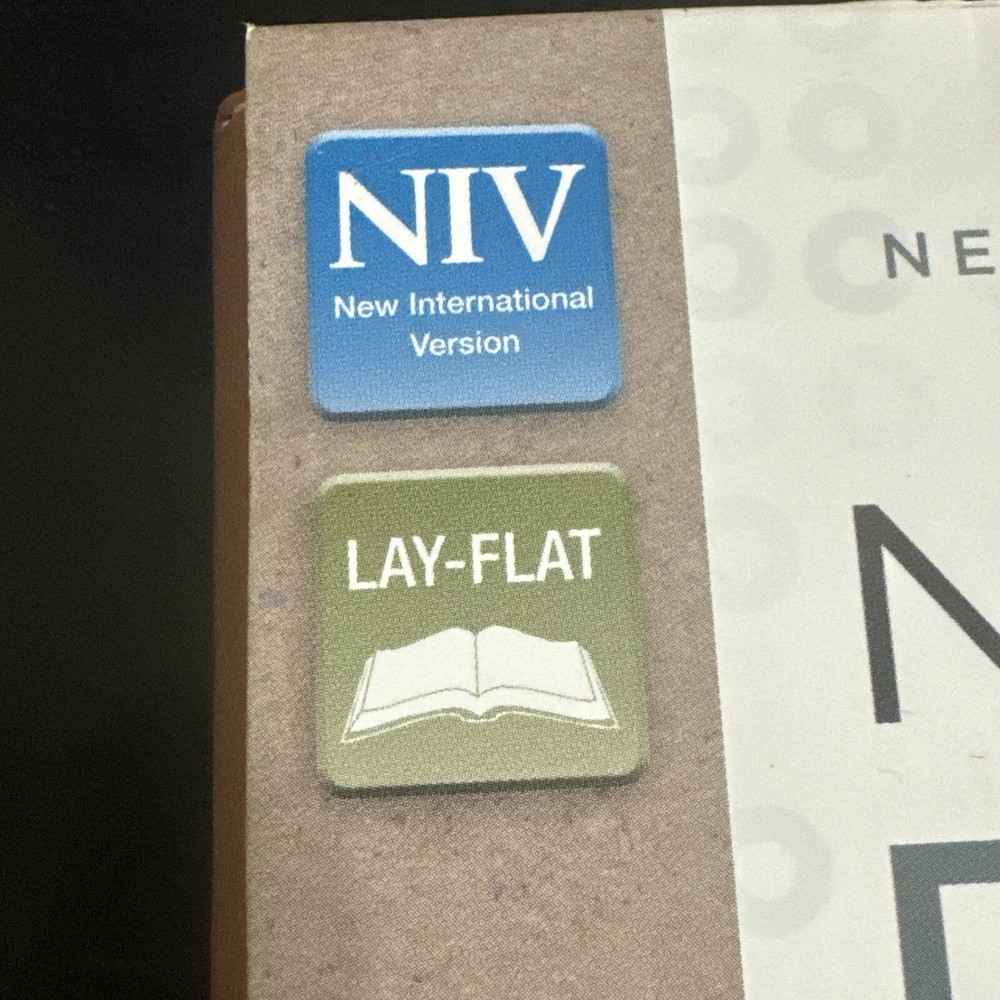 NIV
New International
Version
LAY-FLAT
NE
N